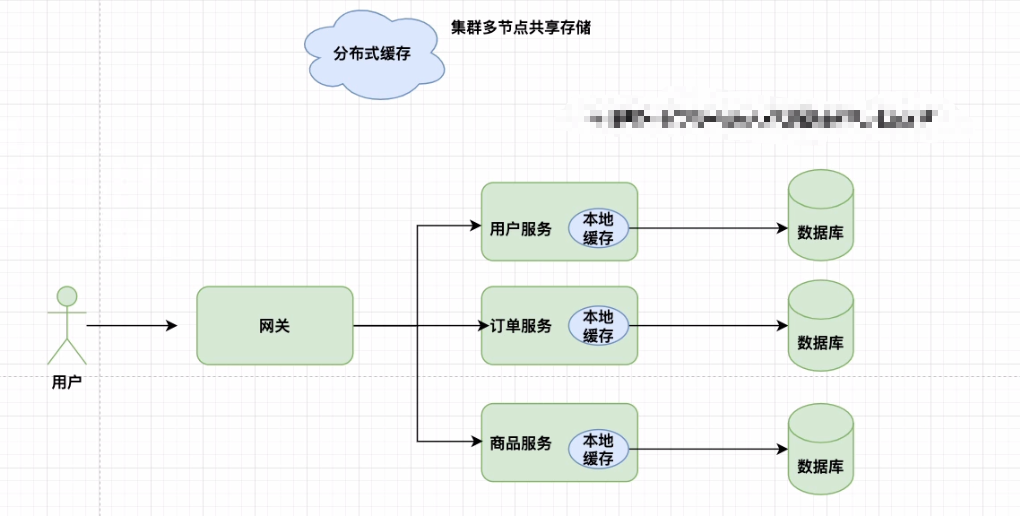 集群多节点共享存储
分布式缓存
用户服务
本地
缓存
数据库
用户
网关
订单服务
本地
缓存
数据库
商品服务
本地
缓存
数据库